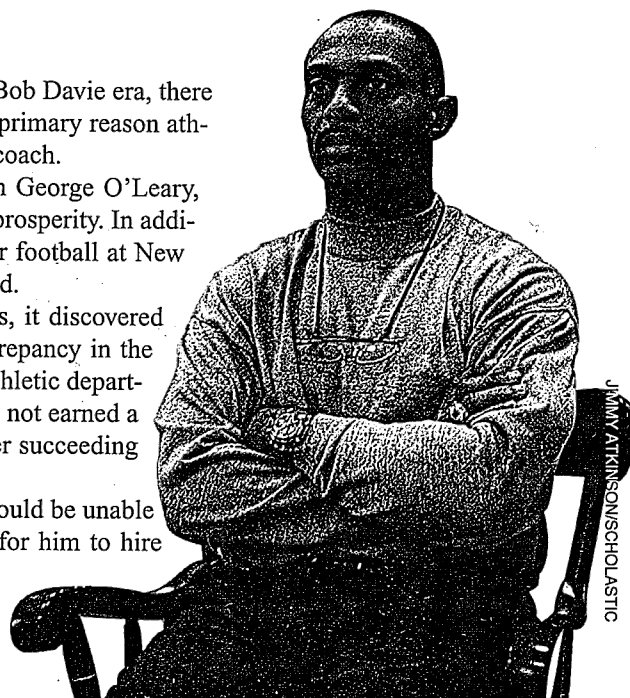 Bob Davie era, there
primary reason ath-
coach.
George O'Leary,
prosperity. In addi-
football at New
d.
s, it discovered
repancy in the
hletic depart-
not earned a
er succeeding
ould be unable
for him to hire
JIMMY ATKINSON/SCHOLASTIC